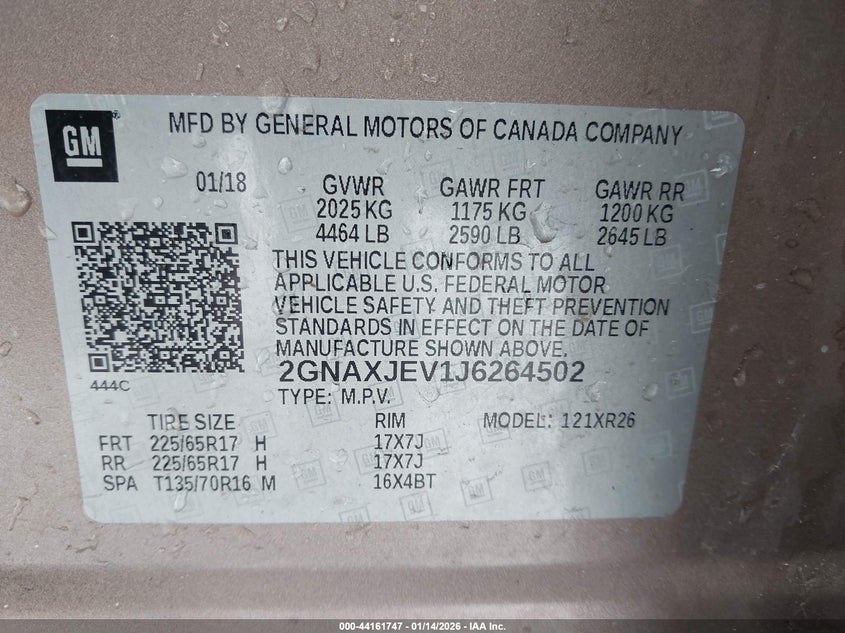 GM
MFD BY GENERAL MOTORS OF CANADA COMPANY
01/18 GVWR GAWR FRT GAWR RR
2025 KG 1175 KG 1200 KG
4464 LB 2590 LB 2645 LB
THIS VEHICLE CONFORMS TO ALL
APPLICABLE U.S. FEDERAL MOTOR
VEHICLE SAFETY AND THEFT PREVENTION
STANDARDS IN EFFECT ON THE DATE OF
MANUFACTURE SHOWN ABOVE.
2GNAXJEV1J6264502
444C
TYPE: M.P.V.
TIRE SIZE RIM MODEL: 121XR26
FRT 225/65R17 H 17X7J
RR 225/65R17 H 17X7J
SPA T135/70R16 M 16X4BT
000-44161747 - 01/14/2026 - IAA Inc.